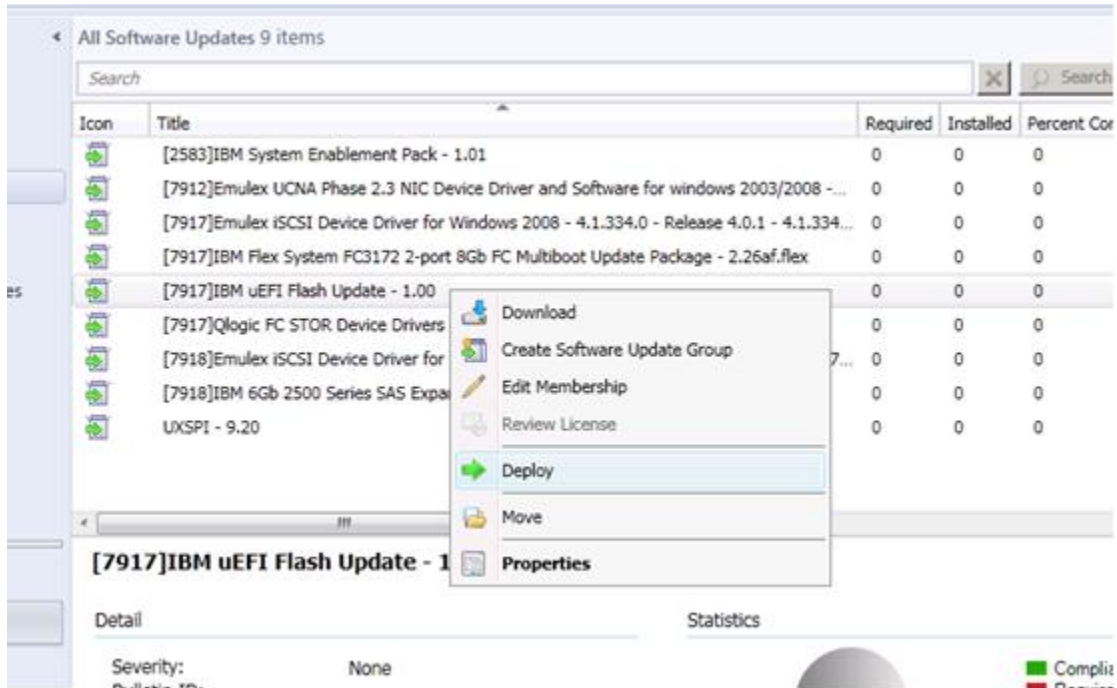 All Software Updates 9 items
Search
Search
Icon Title Required Installed Percent Cor
[2583]IBM System Enablement Pack - 1.01 0 0 0
[7912]Emulex UCNA Phase 2.3 NIC Device Driver and Software for windows 2003/2008 -... 0 0 0
[7917]Emulex iSCSI Device Driver for Windows 2008 - 4.1.334.0 - Release 4.0.1 - 4.1.334... 0 0 0
[7917]IBM Flex System FC3172 2-port 8Gb FC Multiboot Update Package - 2.26af.flex 0 0 0
es
[7917]IBM uEFI Flash Update - 1.00 0 0 0
[7917]Qlogic FC STOR Device Drivers 0 0 0
[7918]Emulex iSCSI Device Driver for 7... 0 0 0
[7918]IBM 6Gb 2500 Series SAS Expa 0 0 0
UXSPI - 9.20 0 0 0
Download
Create Software Update Group
Edit Membership
Review License
Deploy
Move
Properties
[7917]IBM uEFI Flash Update - 1
Detail
Statistics
Severity: None
Complia